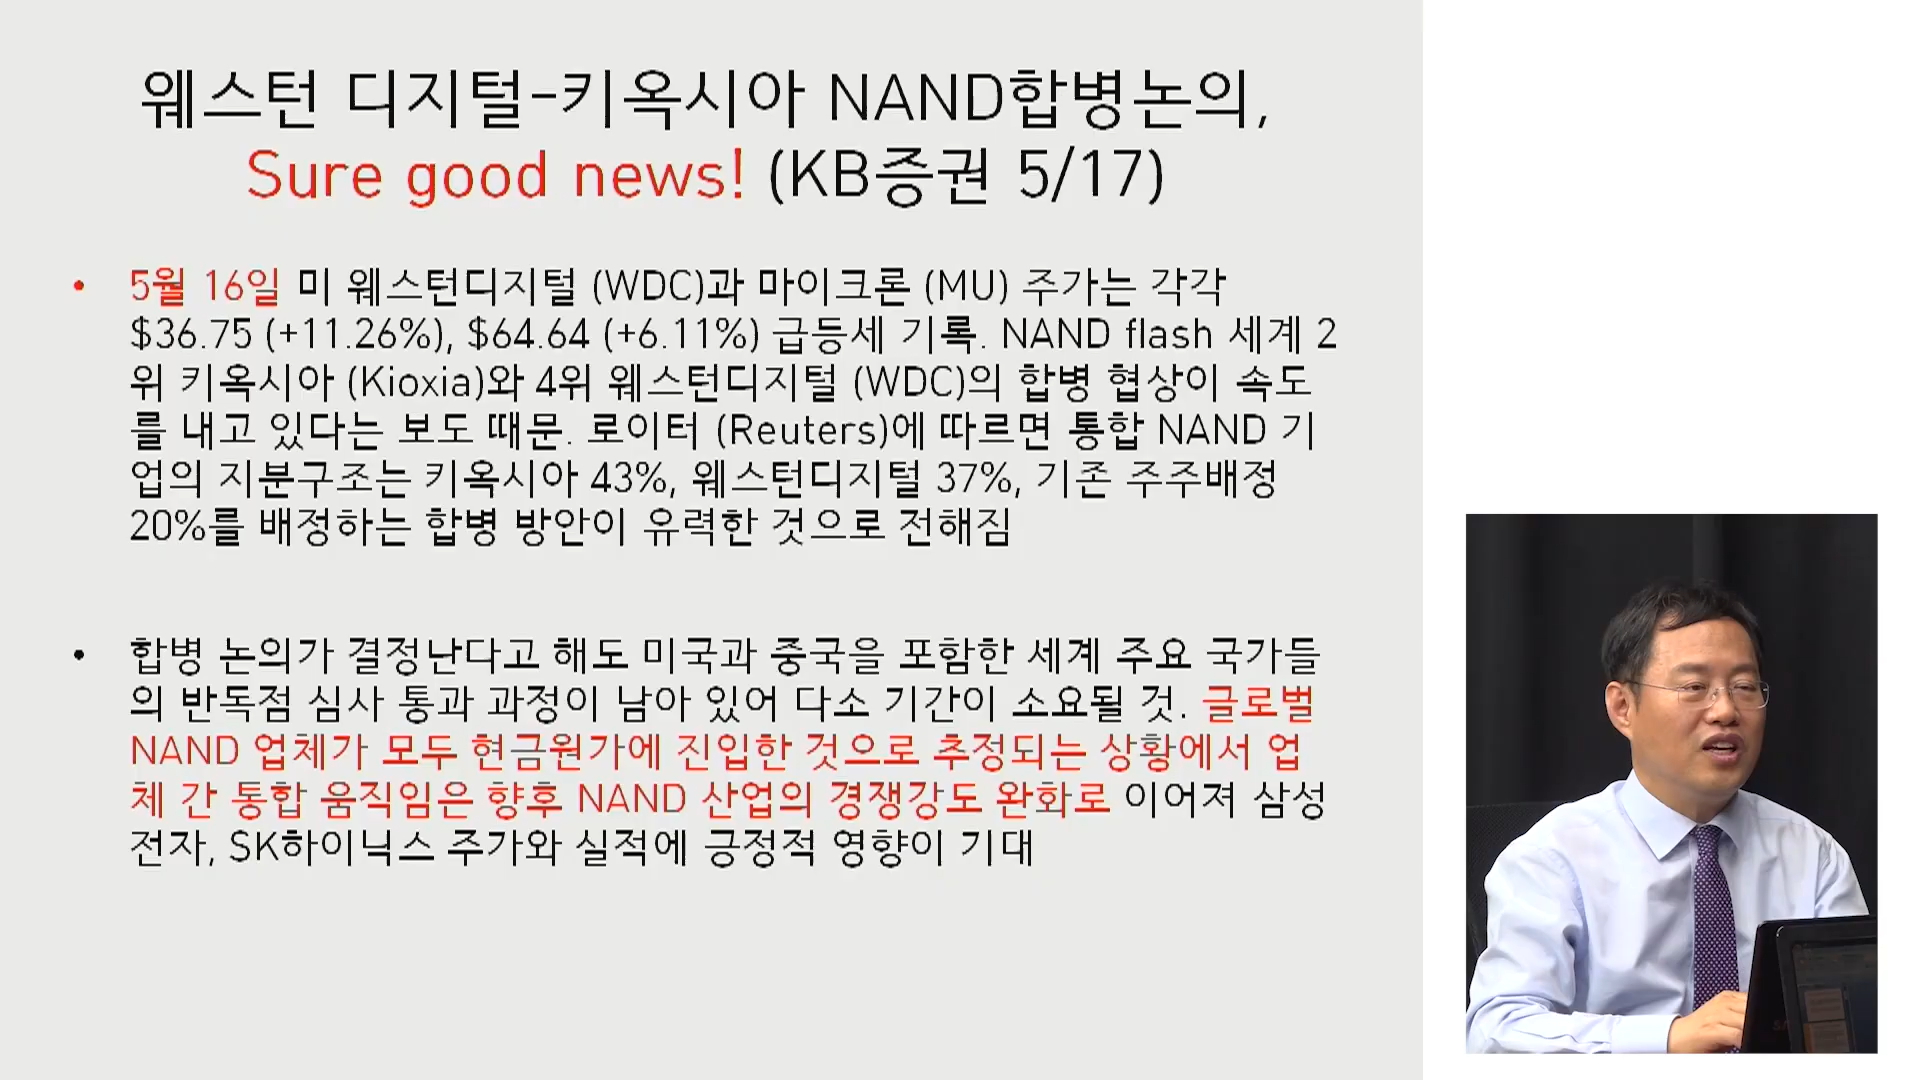 웨스턴 디지털-키옥시아 NAND합병논의,
Sure good news! (KB증권 5/17)
• 5월 16일 미 웨스턴디지털 (WDC)과 마이크론 (MU) 주가는 각각
$36.75 (+11.26%), $64.64 (+6.11%) 급등세 기록. NAND flash 세계 2
위 키옥시아 (Kioxia)와 4위 웨스턴디지털 (WDC)의 합병 협상이 속도
를 내고 있다는 보도 때문. 로이터 (Reuters)에 따르면 통합 NAND 기
업의 지분구조는 키옥시아 43%, 웨스턴디지털 37%, 기존 주주배정
20%를 배정하는 합병 방안이 유력한 것으로 전해짐
• 합병 논의가 결정난다고 해도 미국과 중국을 포함한 세계 주요 국가들
의 반독점 심사 통과 과정이 남아 있어 다소 기간이 소요될 것. 글로벌
NAND 업체가 모두 현금원가에 진입한 것으로 추정되는 상황에서 업
체 간 통합 움직임은 향후 NAND 산업의 경쟁강도 완화로 이어져 삼성
전자, SK하이닉스 주가와 실적에 긍정적 영향이 기대